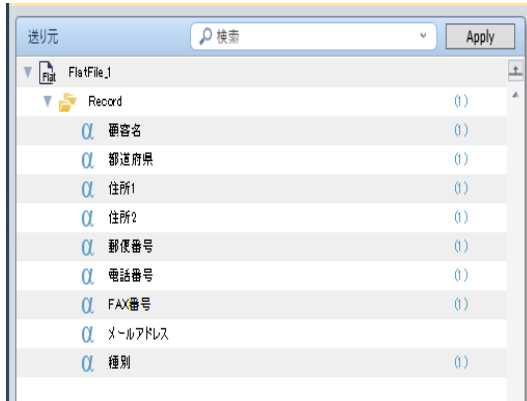 送り元 検索 Apply
Flat FlatFile_1
Record (1)
α 顧客名 (1)
α 都道府県 (1)
α 住所1 (1)
α 住所2 (1)
α 郵便番号 (1)
α 電話番号 (1)
α FAX番号 (1)
α メールアドレス
α 種別 (1)